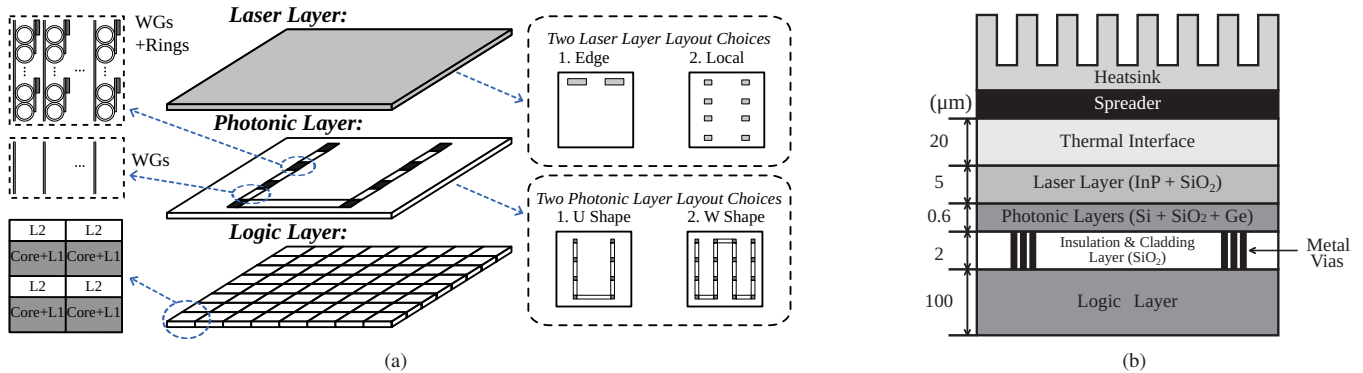 WGs
+Rings
...
WGs
...
L2 L2
Core+L1 Core+L1
L2 L2
Core+L1 Core+L1
Laser Layer:
Photonic Layer:
Logic Layer:
Two Laser Layer Layout Choices
1. Edge 2. Local
Two Photonic Layer Layout Choices
1. U Shape 2. W Shape
(a)
Heatsink
(μm) Spreader
20 Thermal Interface
5 Laser Layer (InP + SiO₂)
0.6 Photonic Layers (Si + SiO₂ + Ge)
2 Insulation & Cladding
Layer (SiO₂)
Metal
Vias
100 Logic Layer
(b)